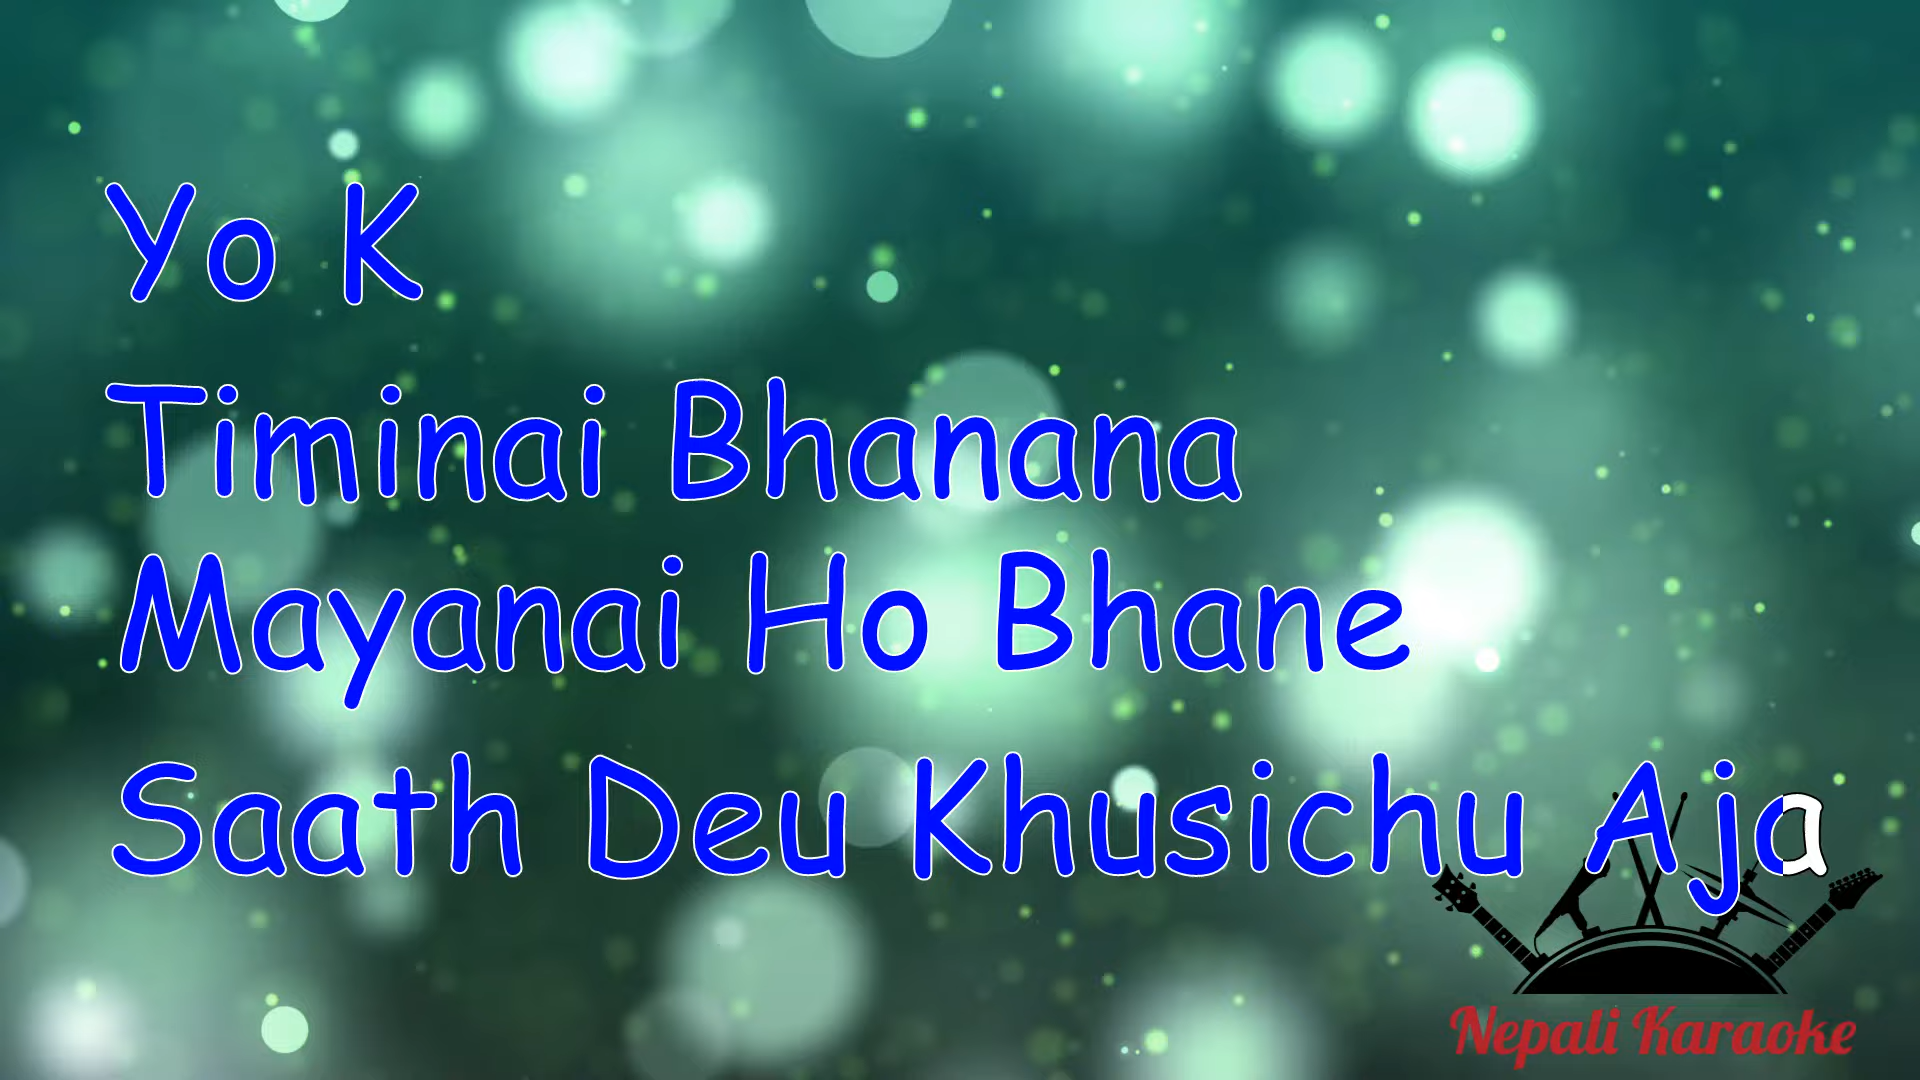 Yo K
Timinai Bhanana
Mayanai Ho Bhane
Saath Deu Khusichu Aja
Nepali Karaoke